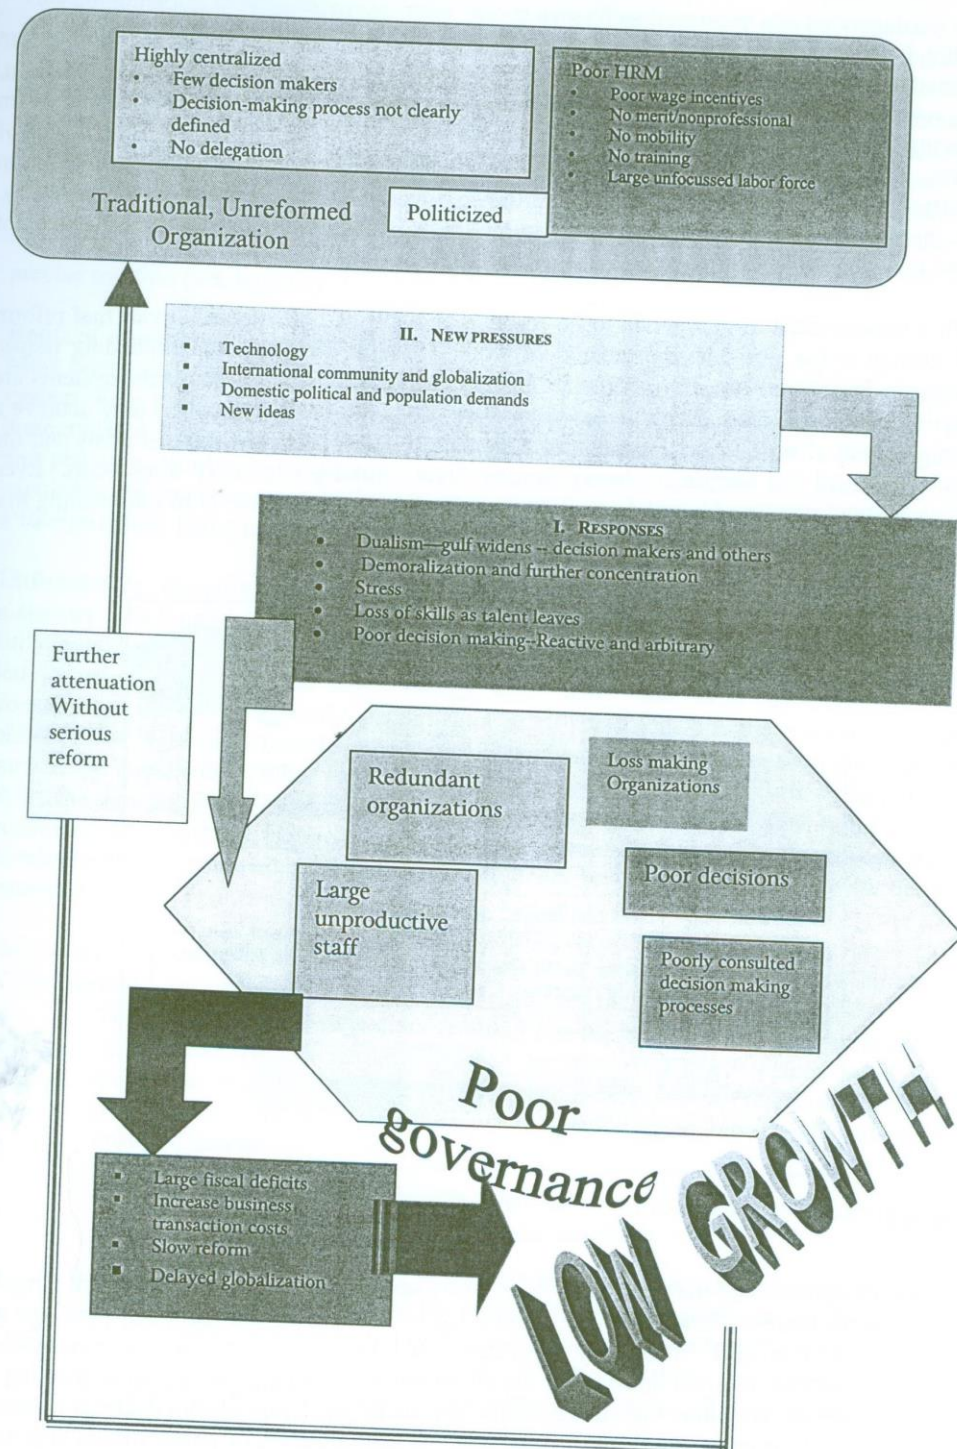 Highly centralized
• Few decision makers
• Decision-making process not clearly
defined
• No delegation
Poor HRM
• Poor wage incentives
• No merit/nonprofessional
• No mobility
• No training
• Large unfocussed labor force
Traditional, Unreformed
Organization
Politicized
II. NEW PRESSURES
▪ Technology
▪ International community and globalization
▪ Domestic political and population demands
▪ New ideas
I. RESPONSES
• Dualism—gulf widens -- decision makers and others
• Demoralization and further concentration
• Stress
• Loss of skills as talent leaves
• Poor decision making--Reactive and arbitrary
Further
attenuation
Without
serious
reform
Redundant
organizations
Loss making
Organizations
Large
unproductive
staff
Poor decisions
Poorly consulted
decision making
processes
Poor
governance
▪ Large fiscal deficits
▪ Increase business
transaction costs
▪ Slow reform
▪ Delayed globalization
LOW GROWTH